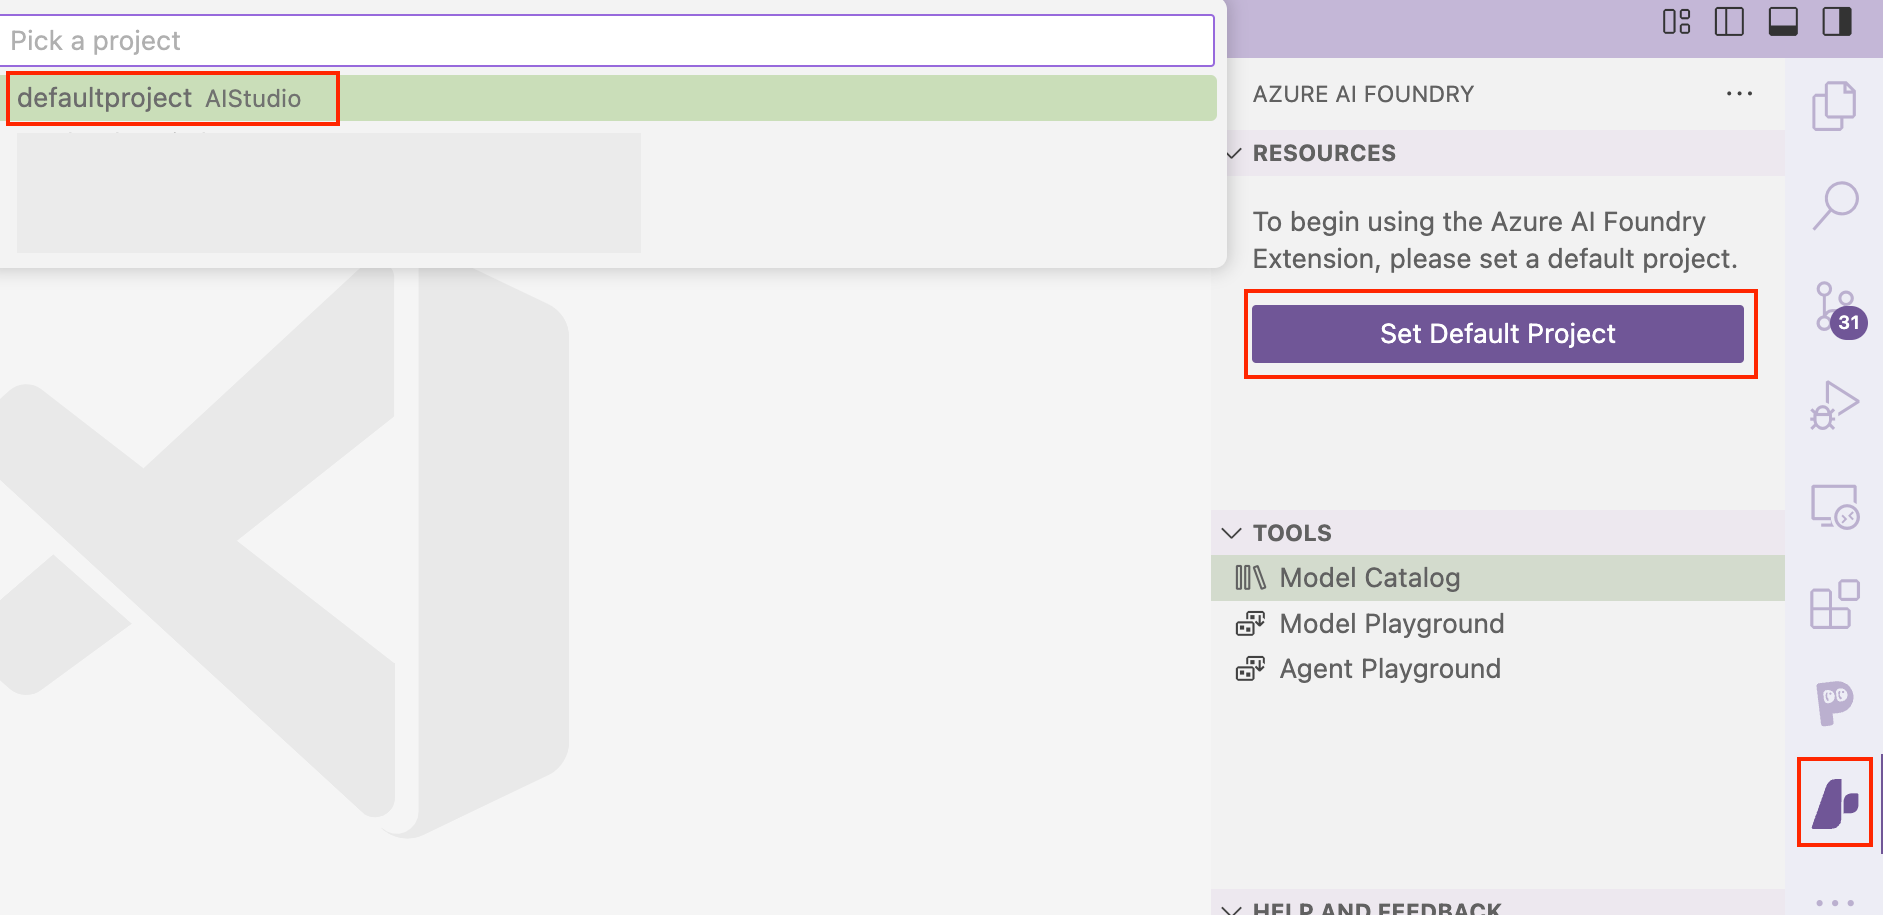 Pick a project
defaultproject AIStudio
AZURE AI FOUNDRY
RESOURCES
To begin using the Azure AI Foundry
Extension, please set a default project.
Set Default Project
31
TOOLS
Model Catalog
Model Playground
Agent Playground
HELP AND FEEDBACK